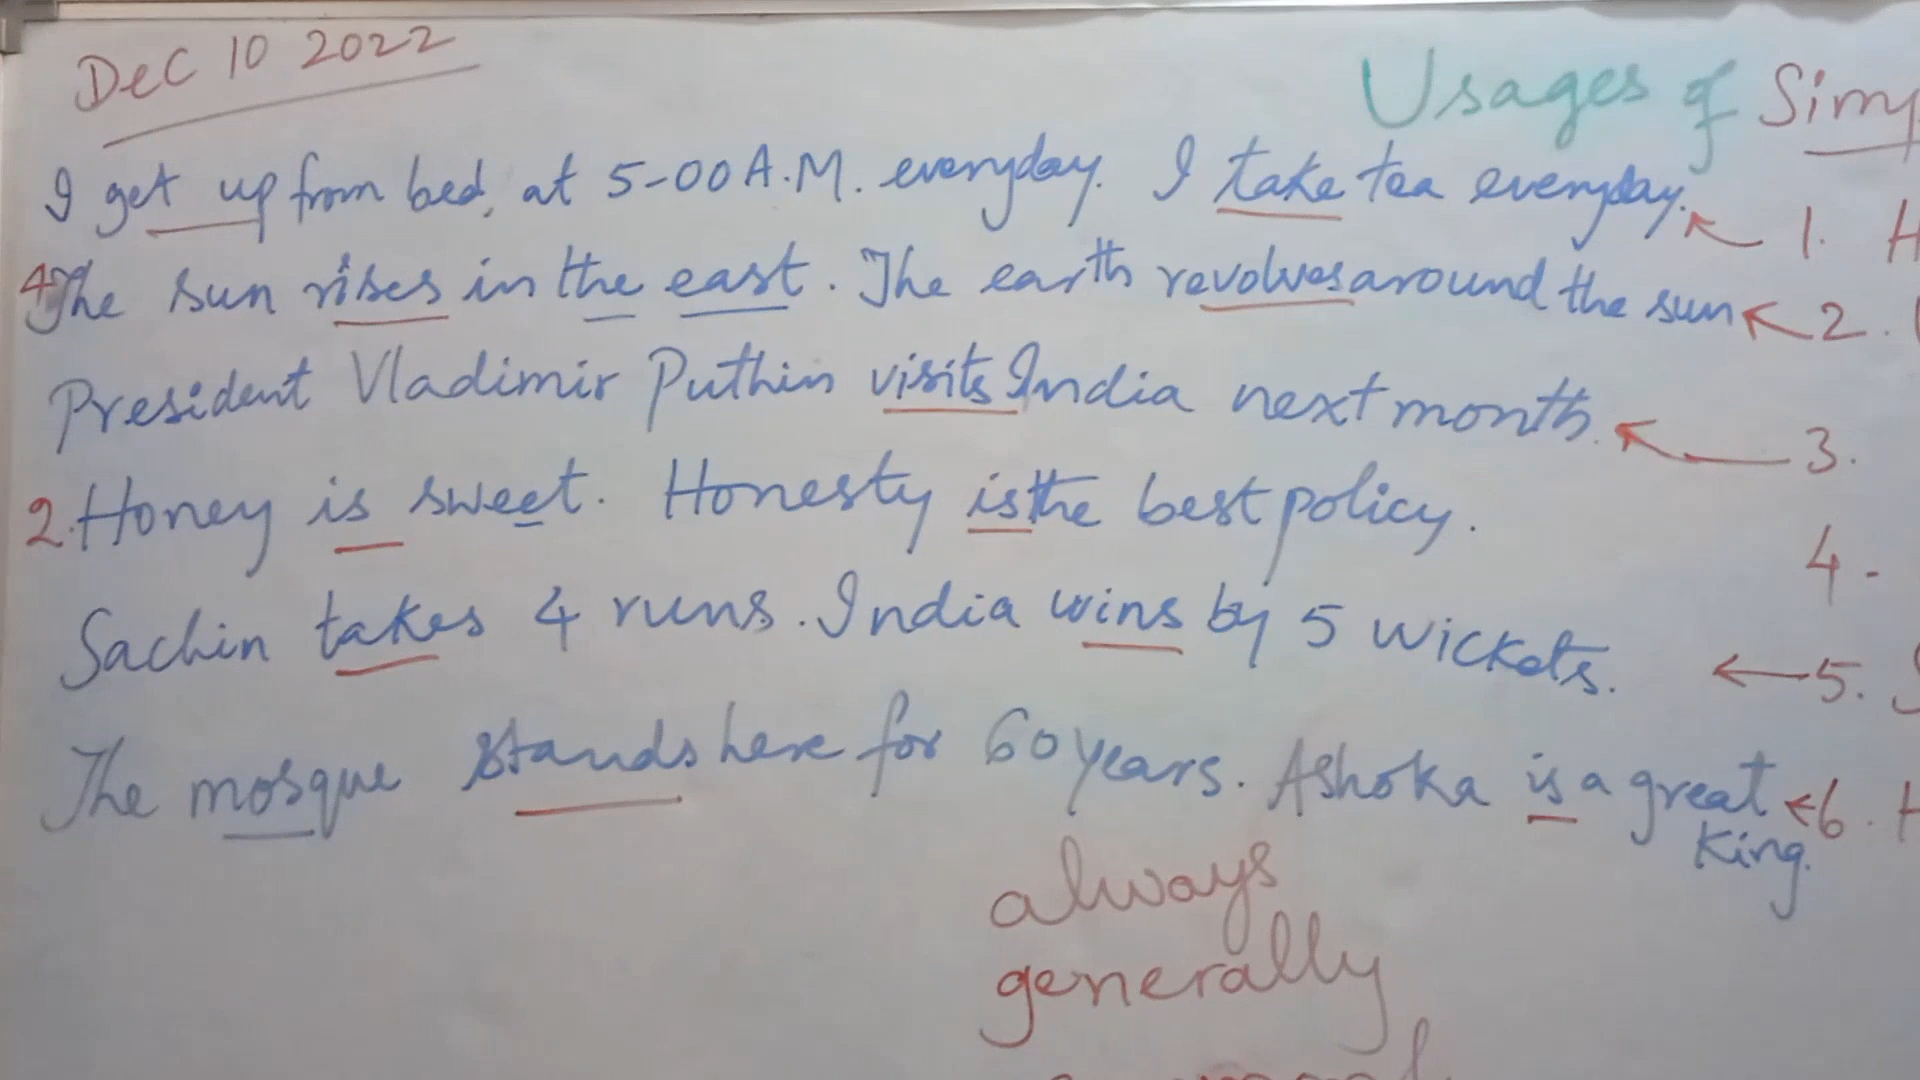 Dec 10 2022
Usages of Simp
I get up from bed, at 5-00 A.M. everyday. I take tea everyday.
1. H
4 The sun rises in the east. The earth revolves around the sun
2.
President Vladimir Puthin visits India next month.
3.
2. Honey is sweet. Honesty is the best policy.
4-
Sachin takes 4 runs. India wins by 5 wickets.
5. S
The mosque stands here for 60 years. Ashoka is a great
king.
6. H
always
generally